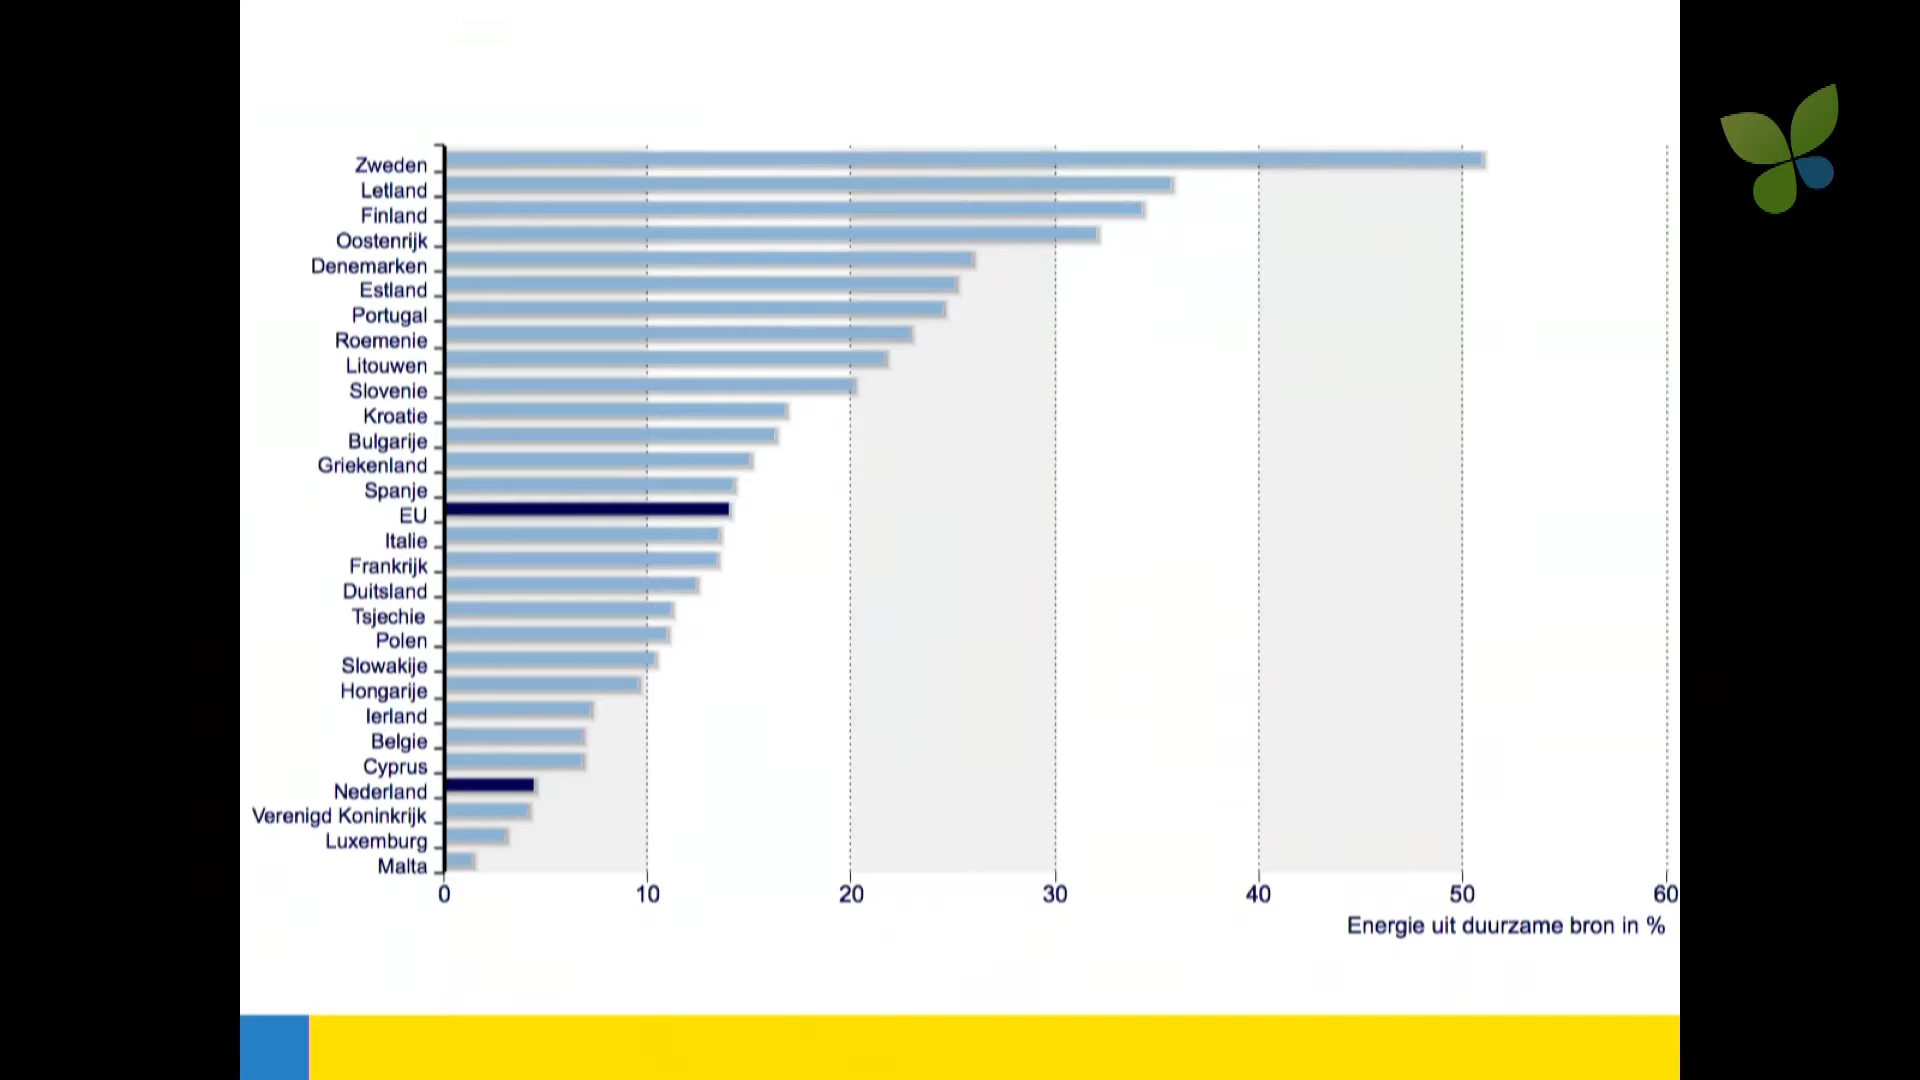 Zweden
Letland
Finland
Oostenrijk
Denemarken
Estland
Portugal
Roemenie
Litouwen
Slovenie
Kroatie
Bulgarije
Griekenland
Spanje
EU
Italie
Frankrijk
Duitsland
Tsjechie
Polen
Slowakije
Hongarije
Ierland
Belgie
Cyprus
Nederland
Verenigd Koninkrijk
Luxemburg
Malta
0 10 20 30 40 50 60
Energie uit duurzame bron in %